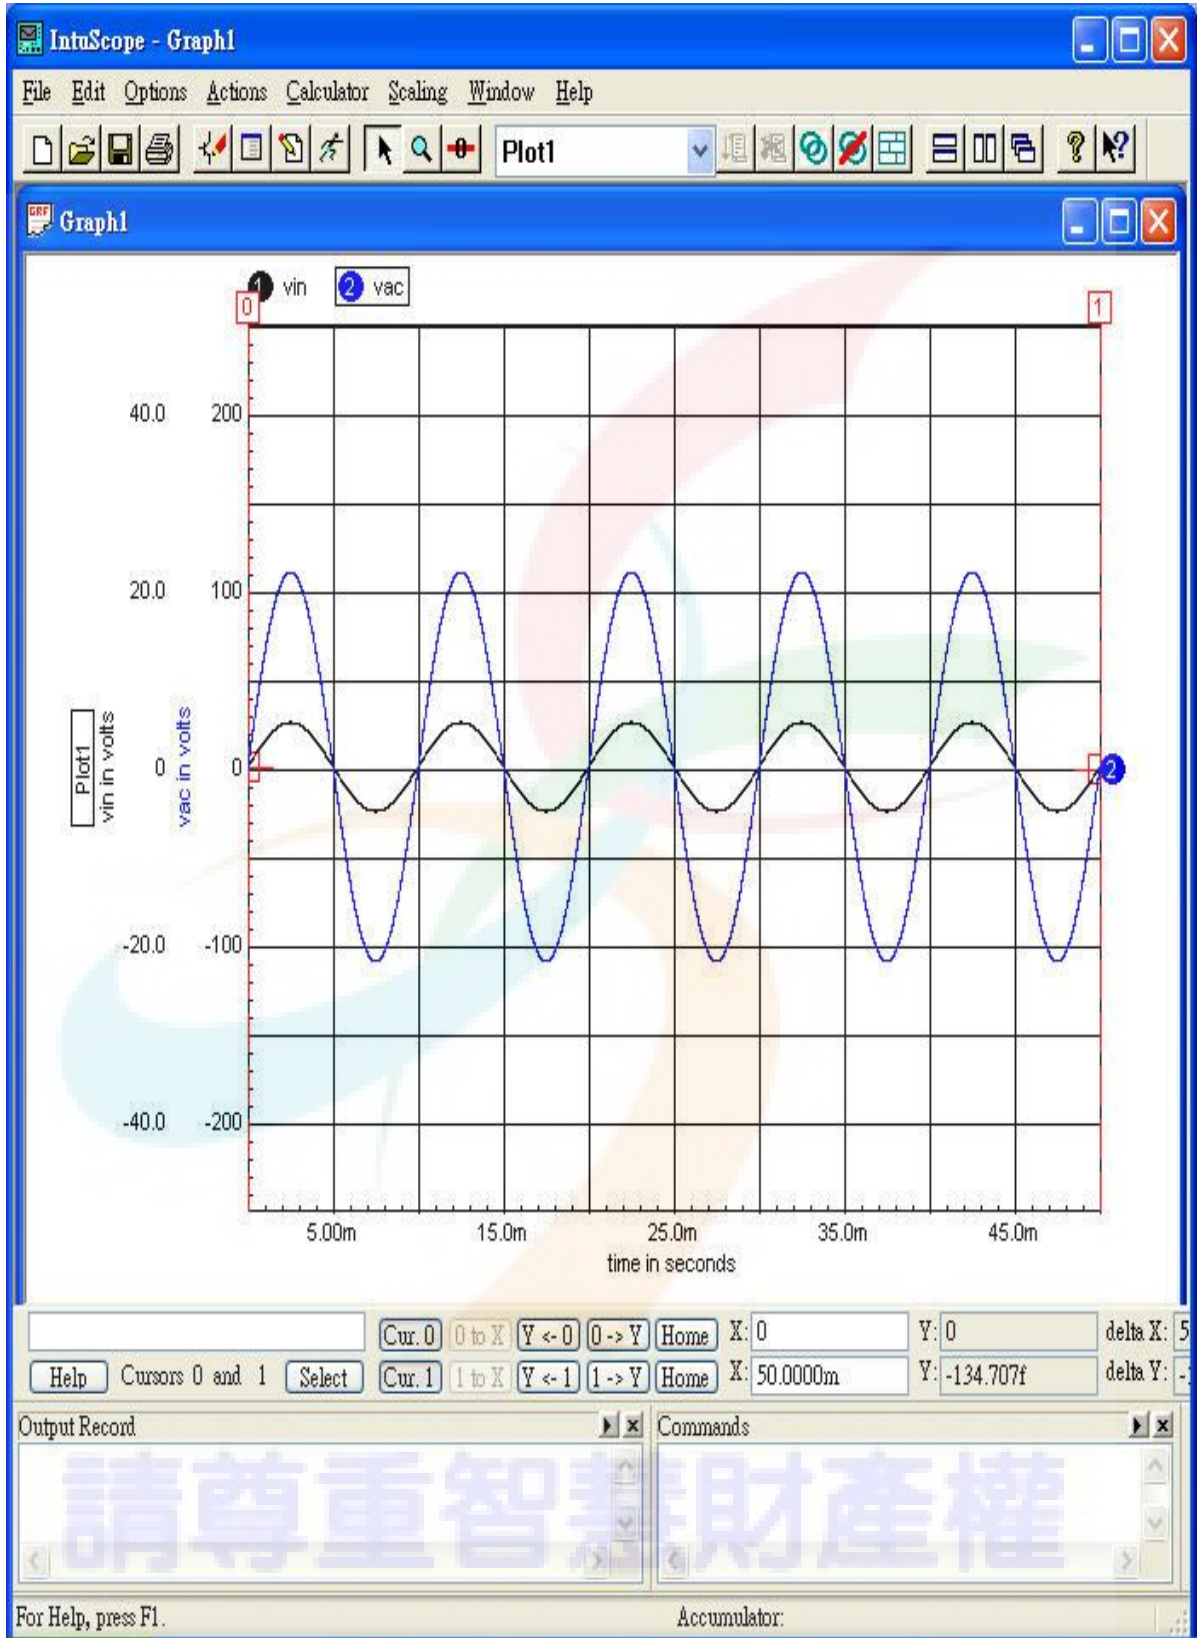 IntuScope - Graph1
File Edit Options Actions Calculator Scaling Window Help
Plot1
Graph1
1 vin 2 vac
0 1
40.0 200
20.0 100
0 0
-20.0 -100
-40.0 -200
Plot1
vin in volts
vac in volts
2
5.00m 15.0m 25.0m 35.0m 45.0m
time in seconds
Cur. 0 0 to X Y <- 0 0 -> Y Home X: 0 Y: 0 delta X: 5
Help Cursors 0 and 1 Select Cur. 1 1 to X Y <- 1 1 -> Y Home X: 50.0000m Y: -134.707f delta Y: -
Output Record Commands
請尊重智慧財產權
For Help, press F1. Accumulator: